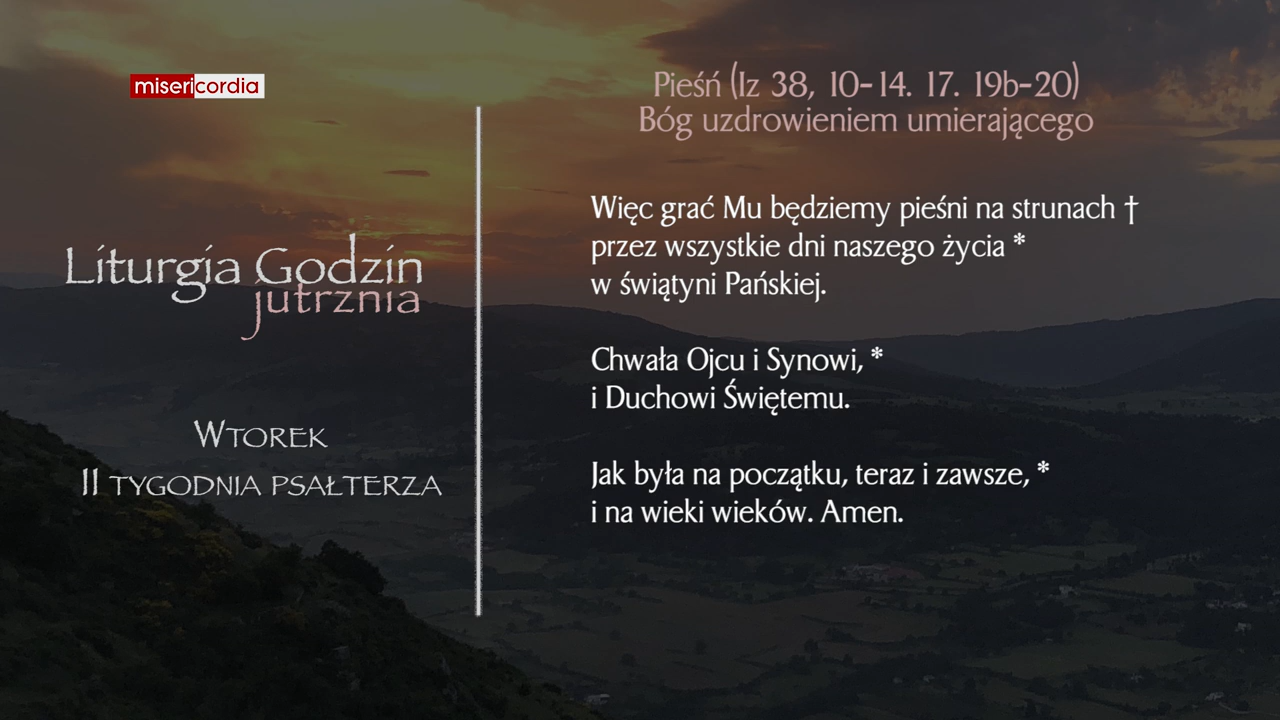 misericordia
Liturgia Godzin
jutrznia
Wtorek
II tygodnia psałterza
Pieśń (Iz 38, 10-14. 17. 19b-20)
Bóg uzdrowieniem umierającego
Więc grać Mu będziemy pieśni na strunach †
przez wszystkie dni naszego życia *
w świątyni Pańskiej.
Chwała Ojcu i Synowi, *
i Duchowi Świętemu.
Jak była na początku, teraz i zawsze, *
i na wieki wieków. Amen.